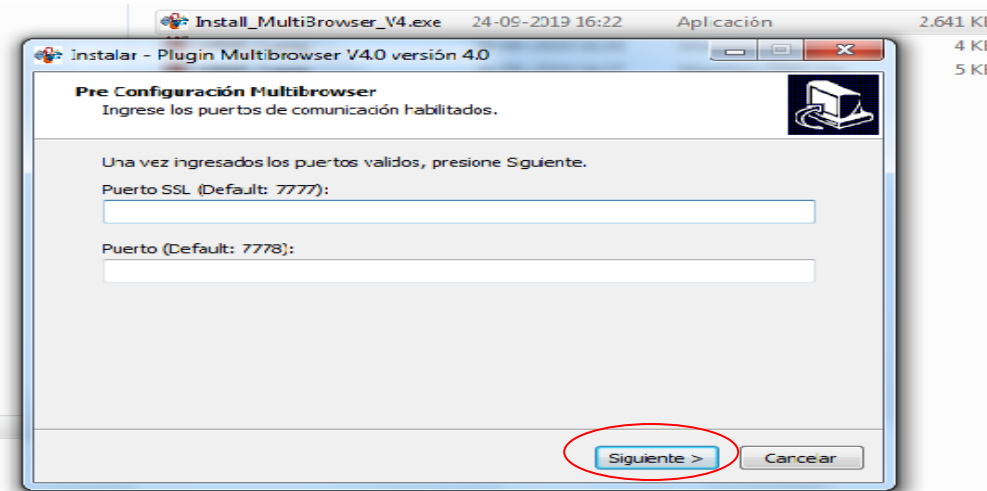 Install_MultiBrowser_V4.exe 24-09-2019 16:22 Aplicación 2.641 KB
4 KB
5 KB
Instalar - Plugin Multibrowser V4.0 versión 4.0
Pre Configuración Multibrowser
Ingrese los puertos de comunicación habilitados.
Una vez ingresados los puertos validos, presione Siguiente.
Puerto SSL (Default: 7777):
Puerto (Default: 7778):
Siguiente >
Cancelar